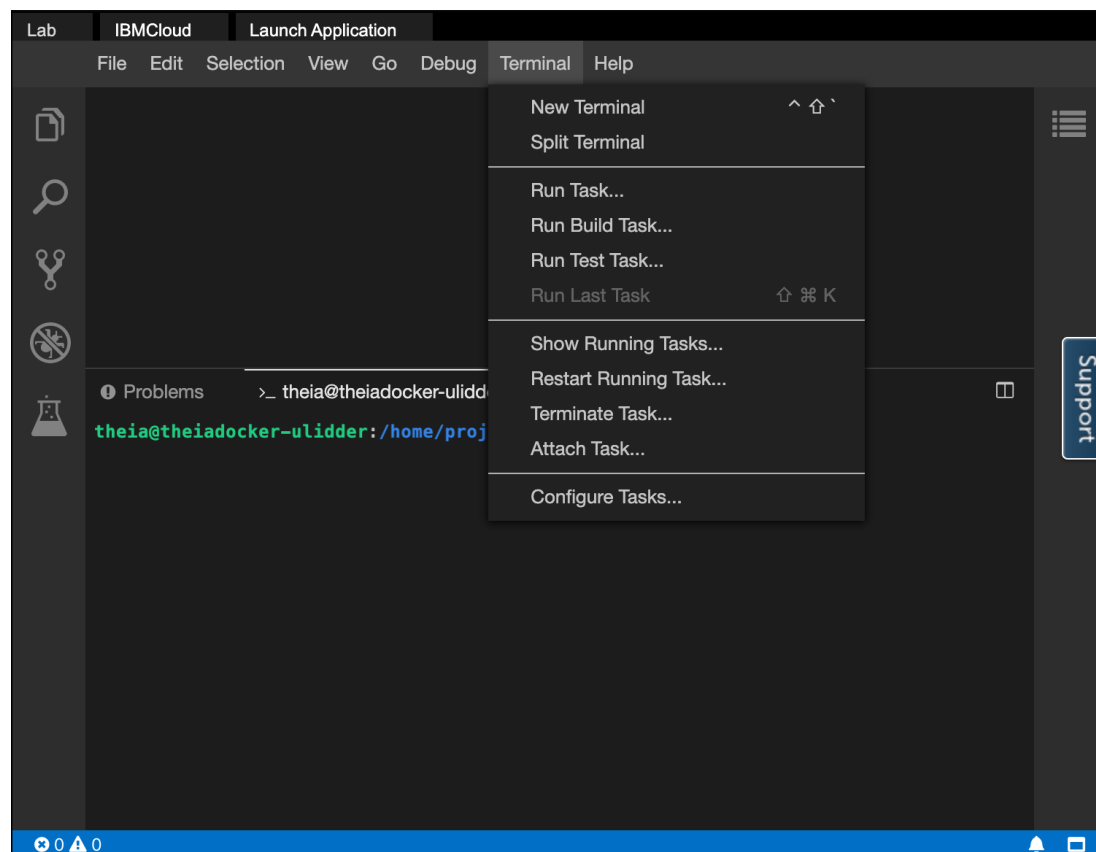 Lab IBMCloud Launch Application
File Edit Selection View Go Debug Terminal Help
New Terminal ^ ⇧ `
Split Terminal
Run Task...
Run Build Task...
Run Test Task...
Run Last Task ⇧ ⌘ K
Show Running Tasks...
Restart Running Task...
Terminate Task...
Attach Task...
Configure Tasks...
Problems >_ theia@theiadocker-ulidd
theia@theiadocker-ulidder:/home/proj
Support
0 0